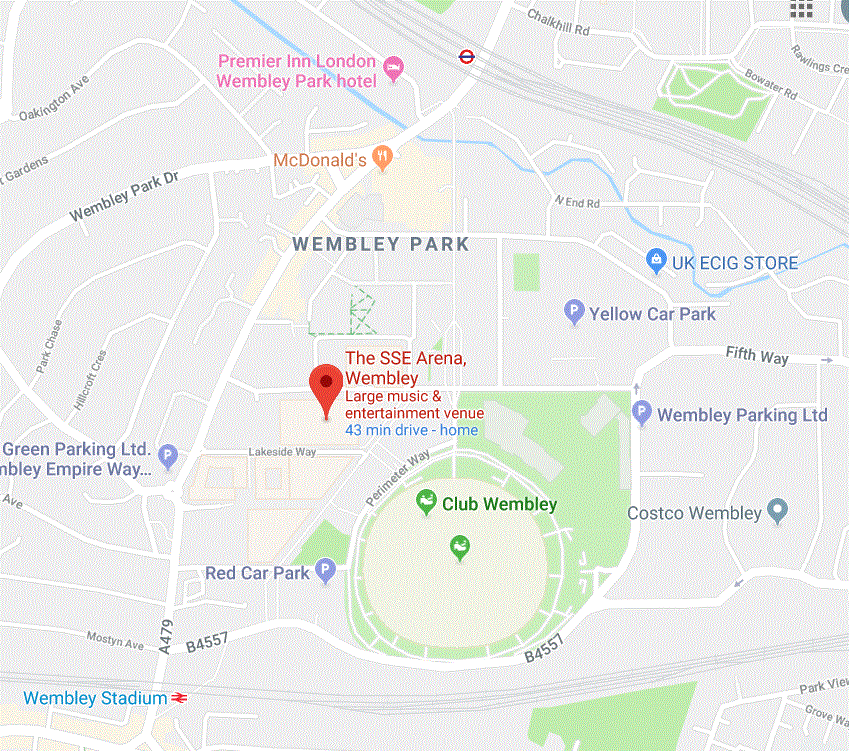 Chalkhill Rd
Rawlings Cre
Premier Inn London
Wembley Park hotel
Bowater Rd
Oakington Ave
McDonald's
t Gardens
Wembley Park Dr
N End Rd
WEMBLEY PARK
UK ECIG STORE
Yellow Car Park
Park Chase
Fifth Way
The SSE Arena,
Wembley
Hillcroft Cres
Large music &
entertainment venue
43 min drive - home
Wembley Parking Ltd
Green Parking Ltd.
mbley Empire Way...
Lakeside Way
Perimeter Way
Ave
Club Wembley
Costco Wembley
Red Car Park
Mostyn Ave
A479
B4557
B4557
Wembley Stadium
Park View
Grove Wa
P
P
P
P